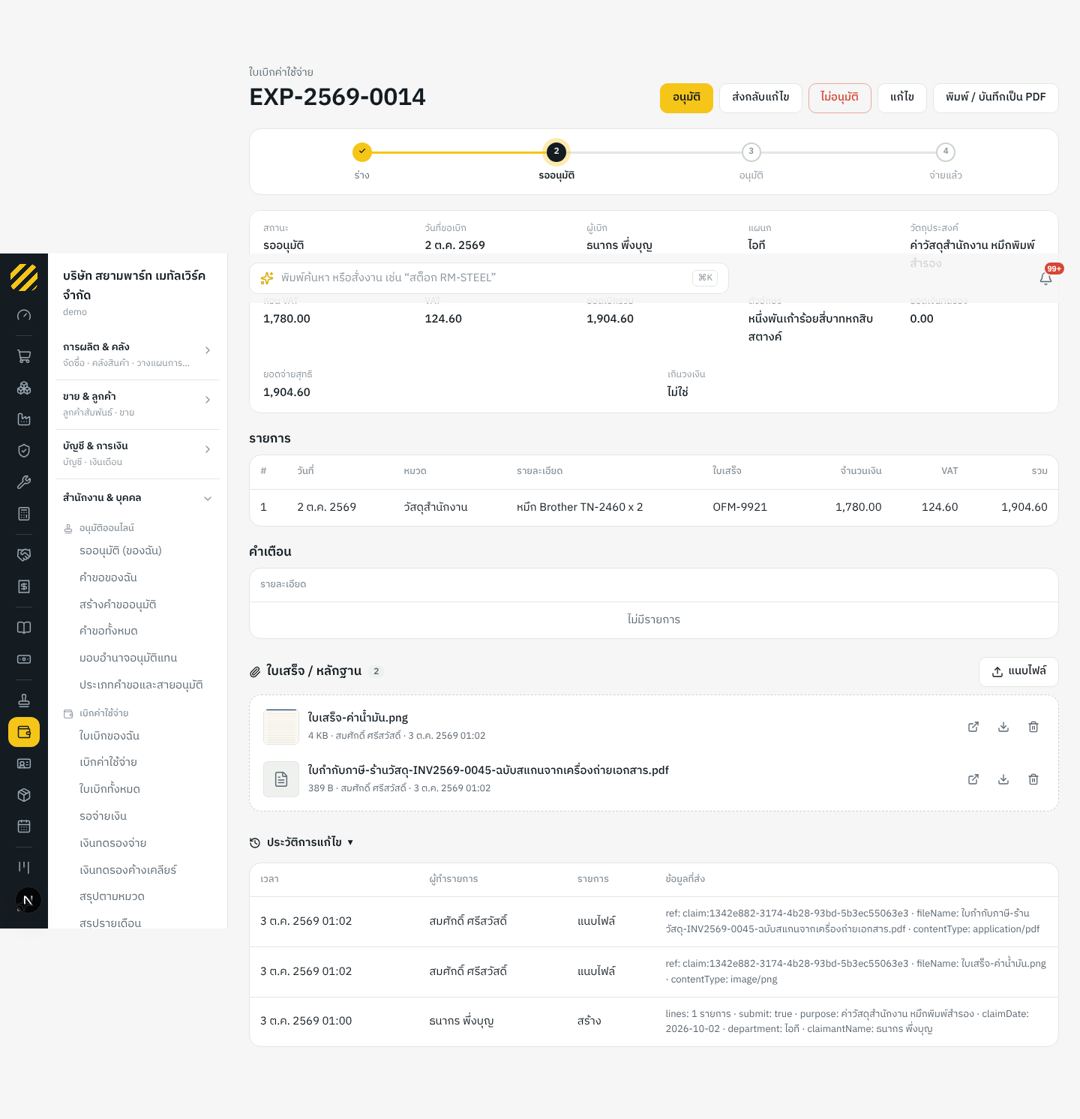 ใบเบิกค่าใช้จ่าย
EXP-2569-0014
อนุมัติ
ส่งกลับแก้ไข
ไม่อนุมัติ
แก้ไข
พิมพ์ / บันทึกเป็น PDF
2
3
4
ร่าง
รออนุมัติ
อนุมัติ
จ่ายแล้ว
สถานะ
วันที่ขอเบิก
ผู้เบิก
แผนก
วัตถุประสงค์
รออนุมัติ
2 ต.ค. 2569
ธนากร พึ่งบุญ
ไอที
ค่าวัสดุสำนักงาน หมึกพิมพ์
สำรอง
พิมพ์ค้นหา หรือสั่งงาน เช่น “สต็อก RM-STEEL”
⌘K
99+
1,780.00
124.60
1,904.60
หนึ่งพันเก้าร้อยสี่บาทหกสิบ
สตางค์
0.00
ยอดจ่ายสุทธิ
เกินวงเงิน
1,904.60
ไม่ใช่
บริษัท สยามพาร์ท เมทัลเวิร์ค
จำกัด
demo
การผลิต & คลัง
จัดซื้อ · คลังสินค้า · วางแผนการ...
ขาย & ลูกค้า
ลูกค้าสัมพันธ์ · ขาย
บัญชี & การเงิน
บัญชี · เงินเดือน
สำนักงาน & บุคคล
อนุมัติออนไลน์
รออนุมัติ (ของฉัน)
คำขอของฉัน
สร้างคำขออนุมัติ
คำขอทั้งหมด
มอบอำนาจอนุมัติแทน
ประเภทคำขอและสายอนุมัติ
เบิกค่าใช้จ่าย
ใบเบิกของฉัน
เบิกค่าใช้จ่าย
ใบเบิกทั้งหมด
รอจ่ายเงิน
เงินทดรองจ่าย
เงินทดรองค้างเคลียร์
สรุปตามหมวด
สรุปรายเดือน
N
รายการ
# วันที่ หมวด รายละเอียด ใบเสร็จ จำนวนเงิน VAT รวม
1 2 ต.ค. 2569 วัสดุสำนักงาน หมึก Brother TN-2460 x 2 OFM-9921 1,780.00 124.60 1,904.60
คำเตือน
รายละเอียด
ไม่มีรายการ
ใบเสร็จ / หลักฐาน 2
แนบไฟล์
ใบเสร็จ-ค่าน้ำมัน.png
4 KB · สมศักดิ์ ศรีสวัสดิ์ · 3 ต.ค. 2569 01:02
ใบกำกับภาษี-ร้านวัสดุ-INV2569-0045-ฉบับสแกนจากเครื่องถ่ายเอกสาร.pdf
389 B · สมศักดิ์ ศรีสวัสดิ์ · 3 ต.ค. 2569 01:02
ประวัติการแก้ไข ▾
เวลา ผู้ทำรายการ รายการ ข้อมูลที่ส่ง
3 ต.ค. 2569 01:02 สมศักดิ์ ศรีสวัสดิ์ แนบไฟล์
ref: claim:1342e882-3174-4b28-93bd-5b3ec55063e3 · fileName: ใบกำกับภาษี-ร้าน
วัสดุ-INV2569-0045-ฉบับสแกนจากเครื่องถ่ายเอกสาร.pdf · contentType: application/pdf
3 ต.ค. 2569 01:02 สมศักดิ์ ศรีสวัสดิ์ แนบไฟล์
ref: claim:1342e882-3174-4b28-93bd-5b3ec55063e3 · fileName: ใบเสร็จ-ค่าน้ำมัน.png
· contentType: image/png
3 ต.ค. 2569 01:00 ธนากร พึ่งบุญ สร้าง
lines: 1 รายการ · submit: true · purpose: ค่าวัสดุสำนักงาน หมึกพิมพ์สำรอง · claimDate:
2026-10-02 · department: ไอที · claimantName: ธนากร พึ่งบุญ